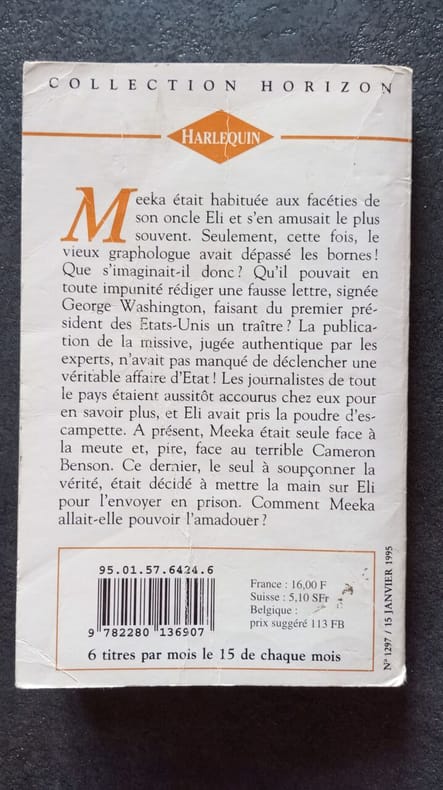 COLLECTION HORIZON
HARLEQUIN
Meeka était habituée aux facéties de
son oncle Eli et s'en amusait le plus
souvent. Seulement, cette fois, le
vieux graphologue avait dépassé les bornes !
Que s'imaginait-il donc ? Qu'il pouvait en
toute impunité rédiger une fausse lettre, signée
George Washington, faisant du premier pré-
sident des Etats-Unis un traître ? La publica-
tion de la missive, jugée authentique par les
experts, n'avait pas manqué de déclencher une
véritable affaire d'Etat ! Les journalistes de tout
le pays étaient aussitôt accourus chez eux pour
en savoir plus, et Eli avait pris la poudre d'es-
campette. A présent, Meeka était seule face à
la meute et, pire, face au terrible Cameron
Benson. Ce dernier, le seul à soupçonner la
vérité, était décidé à mettre la main sur Eli
pour l'envoyer en prison. Comment Meeka
allait-elle pouvoir l'amadouer ?
95.01.57.6424.6
9 782280 136907
France : 16,00 F
Suisse : 5,10 SFr
Belgique :
prix suggéré 113 FB
6 titres par mois le 15 de chaque mois
N° 1297 / 15 JANVIER 1995